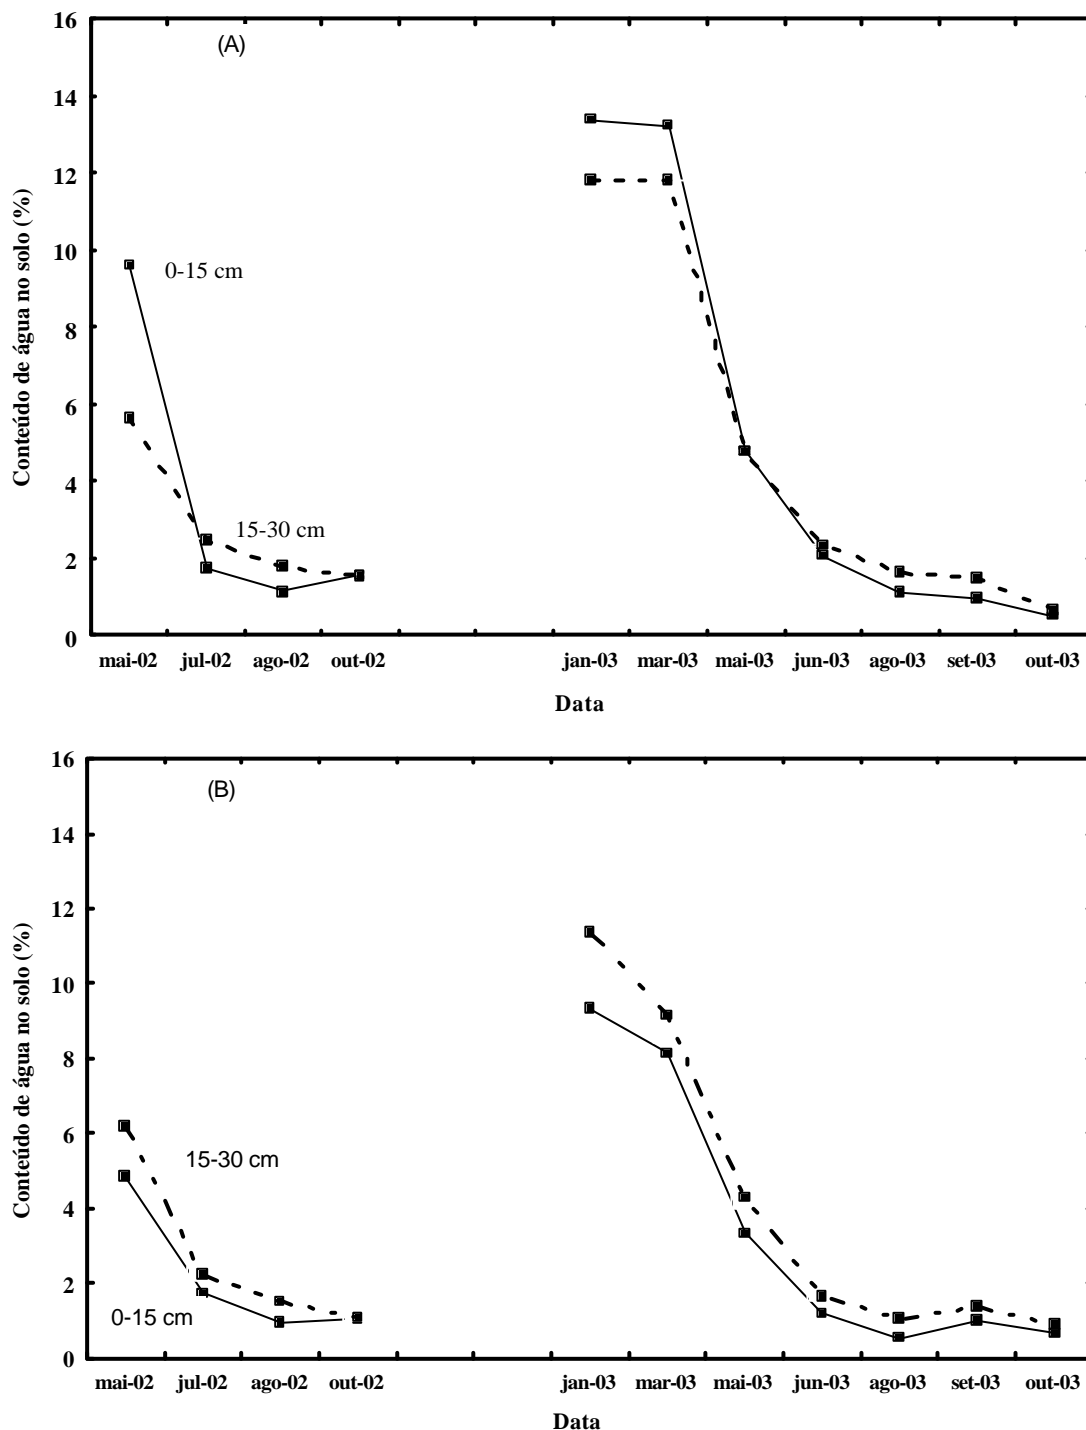 (A)
Conteúdo de água no solo (%)
16
14
12
10
8
6
4
2
0
0-15 cm
15-30 cm
mai-02 jul-02 ago-02 out-02 jan-03 mar-03 mai-03 jun-03 ago-03 set-03 out-03
Data
(B)
Conteúdo de água no solo (%)
16
14
12
10
8
6
4
2
0
15-30 cm
0-15 cm
mai-02 jul-02 ago-02 out-02 jan-03 mar-03 mai-03 jun-03 ago-03 set-03 out-03
Data